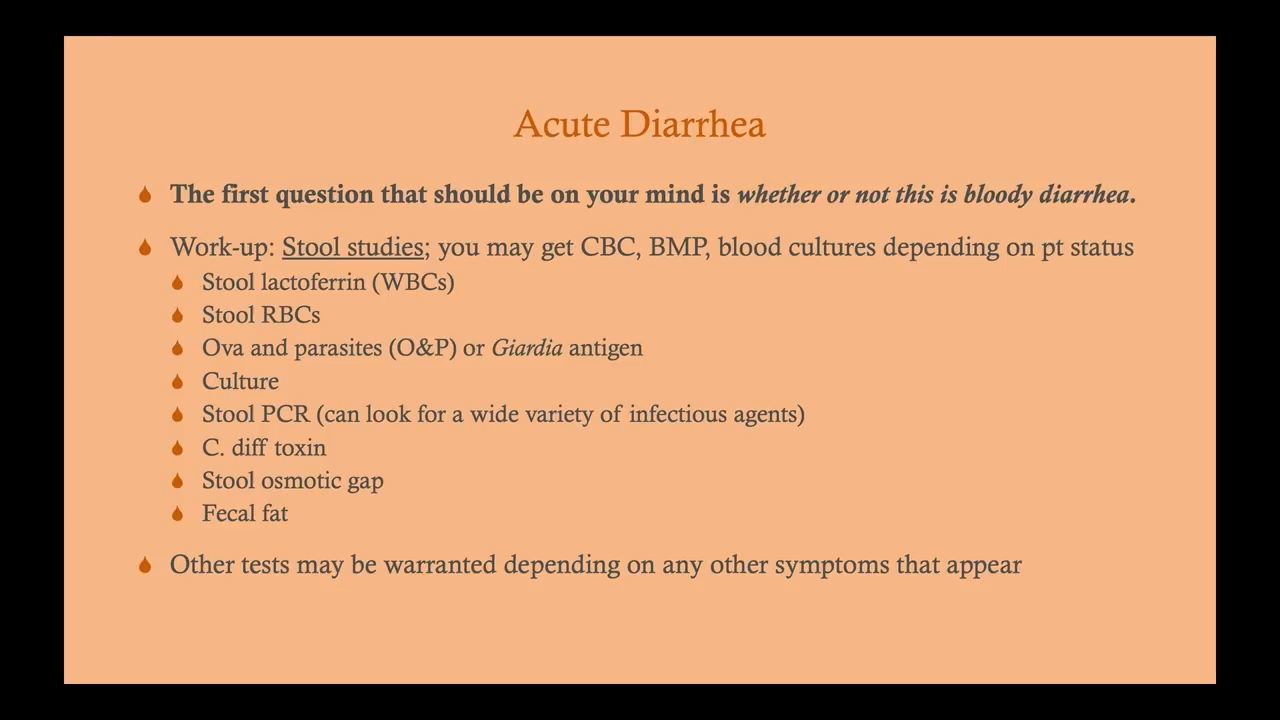 Acute Diarrhea
The first question that should be on your mind is whether or not this is bloody diarrhea.
Work-up: Stool studies; you may get CBC, BMP, blood cultures depending on pt status
Stool lactoferrin (WBCs)
Stool RBCs
Ova and parasites (O&P) or Giardia antigen
Culture
Stool PCR (can look for a wide variety of infectious agents)
C. diff toxin
Stool osmotic gap
Fecal fat
Other tests may be warranted depending on any other symptoms that appear